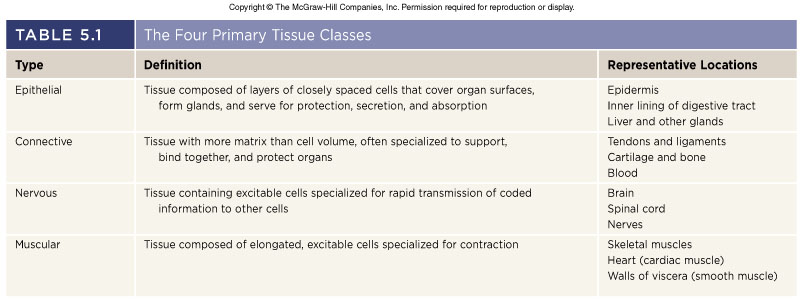 Copyright © The McGraw-Hill Companies, Inc. Permission required for reproduction or display.
TABLE 5.1 The Four Primary Tissue Classes
Type Definition Representative Locations
Epithelial Tissue composed of layers of closely spaced cells that cover organ surfaces, Epidermis
form glands, and serve for protection, secretion, and absorption Inner lining of digestive tract
Liver and other glands
Connective Tissue with more matrix than cell volume, often specialized to support, Tendons and ligaments
bind together, and protect organs Cartilage and bone
Blood
Nervous Tissue containing excitable cells specialized for rapid transmission of coded Brain
information to other cells Spinal cord
Nerves
Muscular Tissue composed of elongated, excitable cells specialized for contraction Skeletal muscles
Heart (cardiac muscle)
Walls of viscera (smooth muscle)